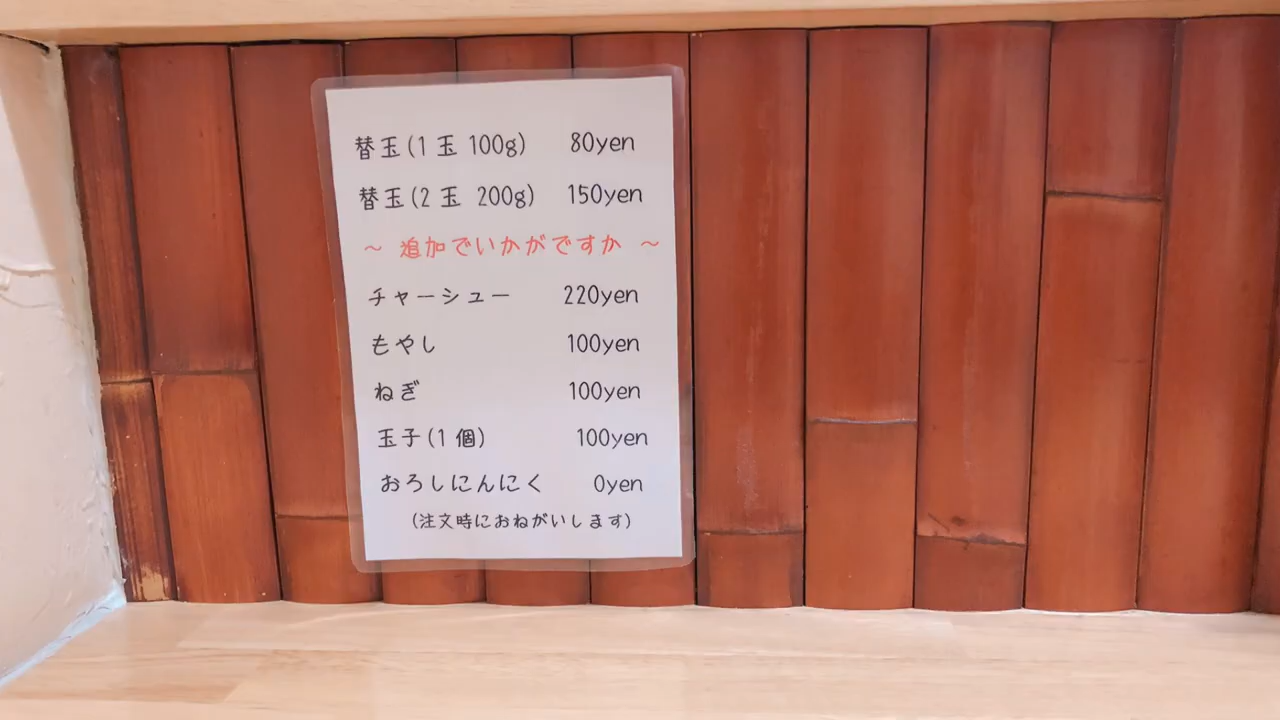 替玉(1玉 100g) 80yen
替玉(2玉 200g) 150yen
～ 追加でいかがですか ～
チャーシュー 220yen
もやし 100yen
ねぎ 100yen
玉子(1個) 100yen
おろしにんにく 0yen
(注文時におねがいします)